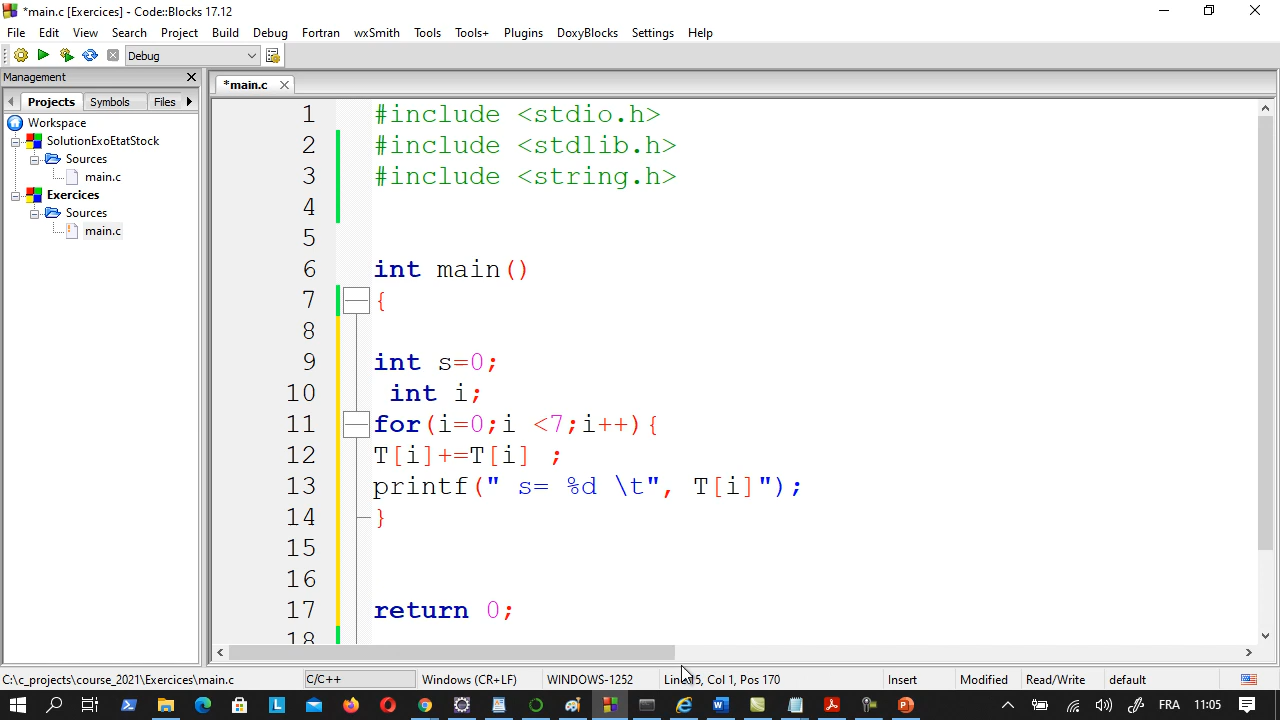 *main.c [Exercices] - Code::Blocks 17.12
File Edit View Search Project Build Debug Fortran wxSmith Tools Tools+ Plugins DoxyBlocks Settings Help
Debug
Management
Projects Symbols Files
Workspace
SolutionExoEtatStock
Sources
main.c
Exercices
Sources
main.c
*main.c
1 #include <stdio.h>
2 #include <stdlib.h>
3 #include <string.h>
4
5
6 int main()
7 {
8
9 int s=0;
10 int i;
11 for(i=0;i <7;i++){
12 T[i]+=T[i] ;
13 printf(" s= %d \t", T[i]");
14 }
15
16
17 return 0;
18
C:\c_projects\course_2021\Exercices\main.c C/C++ Windows (CR+LF) WINDOWS-1252 Line 15, Col 1, Pos 170 Insert Modified Read/Write default
FRA 11:05